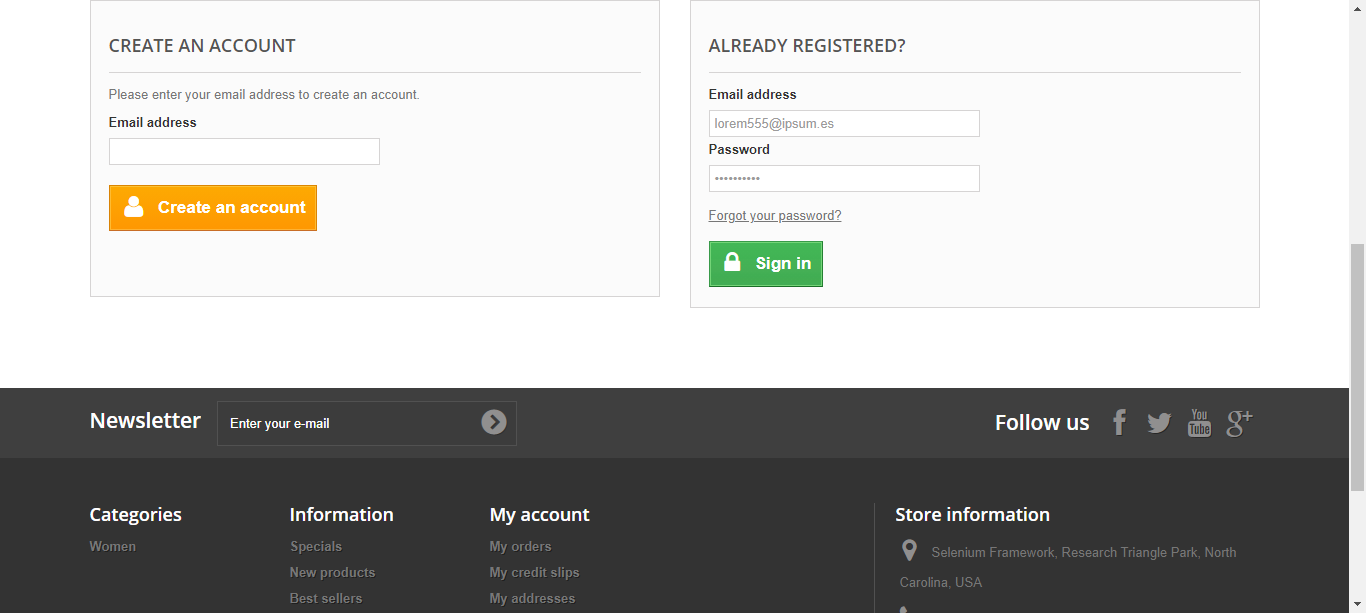 CREATE AN ACCOUNT
Please enter your email address to create an account.
Email address
Create an account
ALREADY REGISTERED?
Email address
lorem555@ipsum.es
Password
••••••••••
Forgot your password?
Sign in
Newsletter
Enter your e-mail
Follow us
f
You
Tube
g+
Categories
Women
Information
Specials
New products
Best sellers
My account
My orders
My credit slips
My addresses
Store information
Selenium Framework, Research Triangle Park, North
Carolina, USA